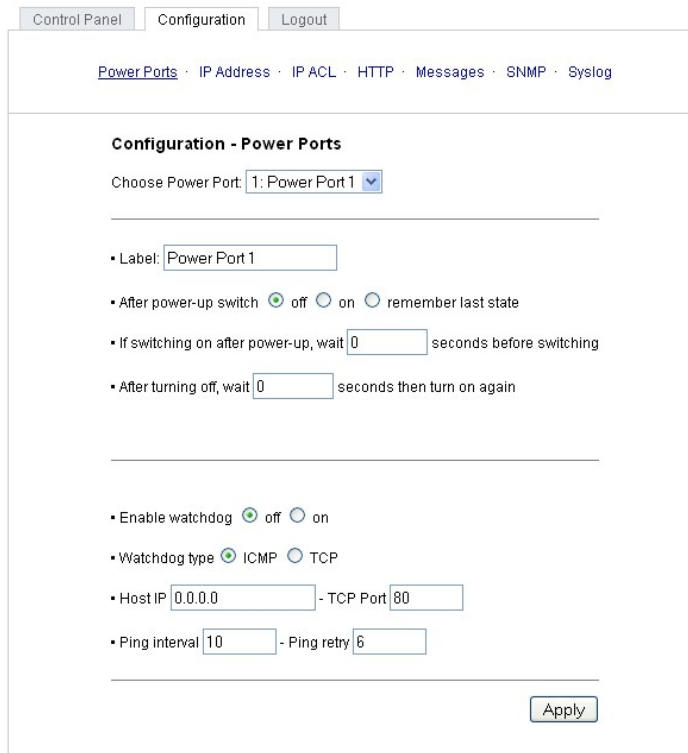 Control Panel Configuration Logout
Power Ports · IP Address · IP ACL · HTTP · Messages · SNMP · Syslog
Configuration - Power Ports
Choose Power Port: 1: Power Port 1
▪ Label: Power Port 1
▪ After power-up switch off on remember last state
▪ If switching on after power-up, wait 0 seconds before switching
▪ After turning off, wait 0 seconds then turn on again
▪ Enable watchdog off on
▪ Watchdog type ICMP TCP
▪ Host IP 0.0.0.0 - TCP Port 80
▪ Ping interval 10 - Ping retry 6
Apply